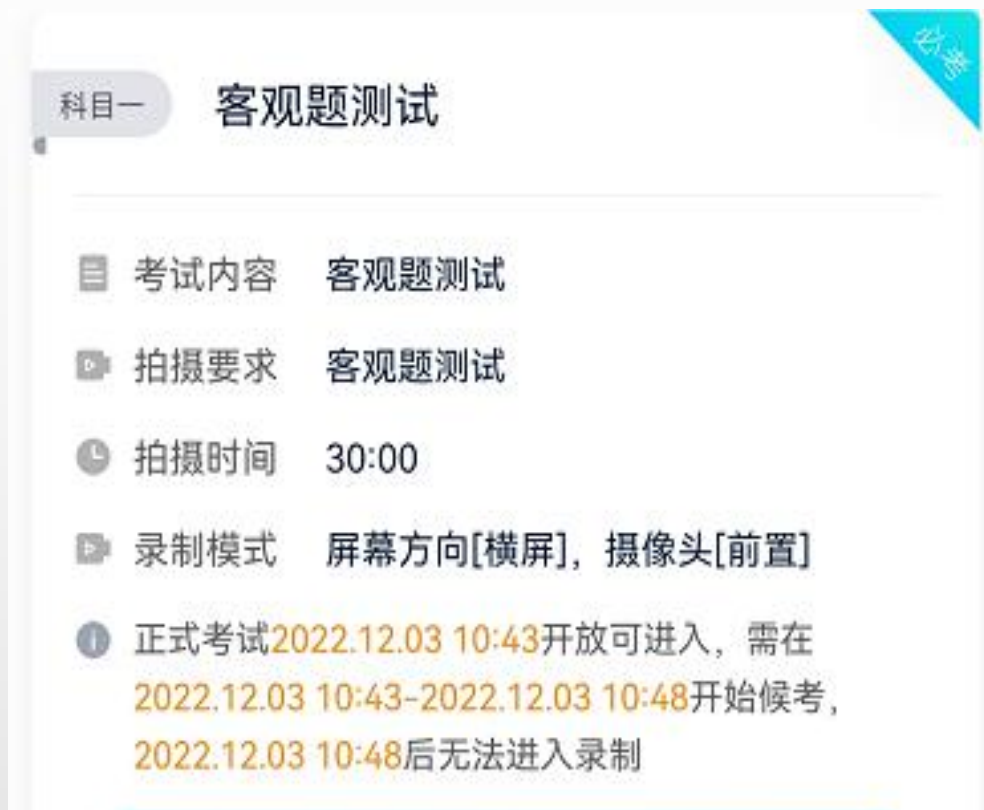 必考
科目一
客观题测试
考试内容 客观题测试
拍摄要求 客观题测试
拍摄时间 30:00
录制模式 屏幕方向[横屏]，摄像头[前置]
正式考试2022.12.03 10:43开放可进入，需在
2022.12.03 10:43-2022.12.03 10:48开始候考，
2022.12.03 10:48后无法进入录制